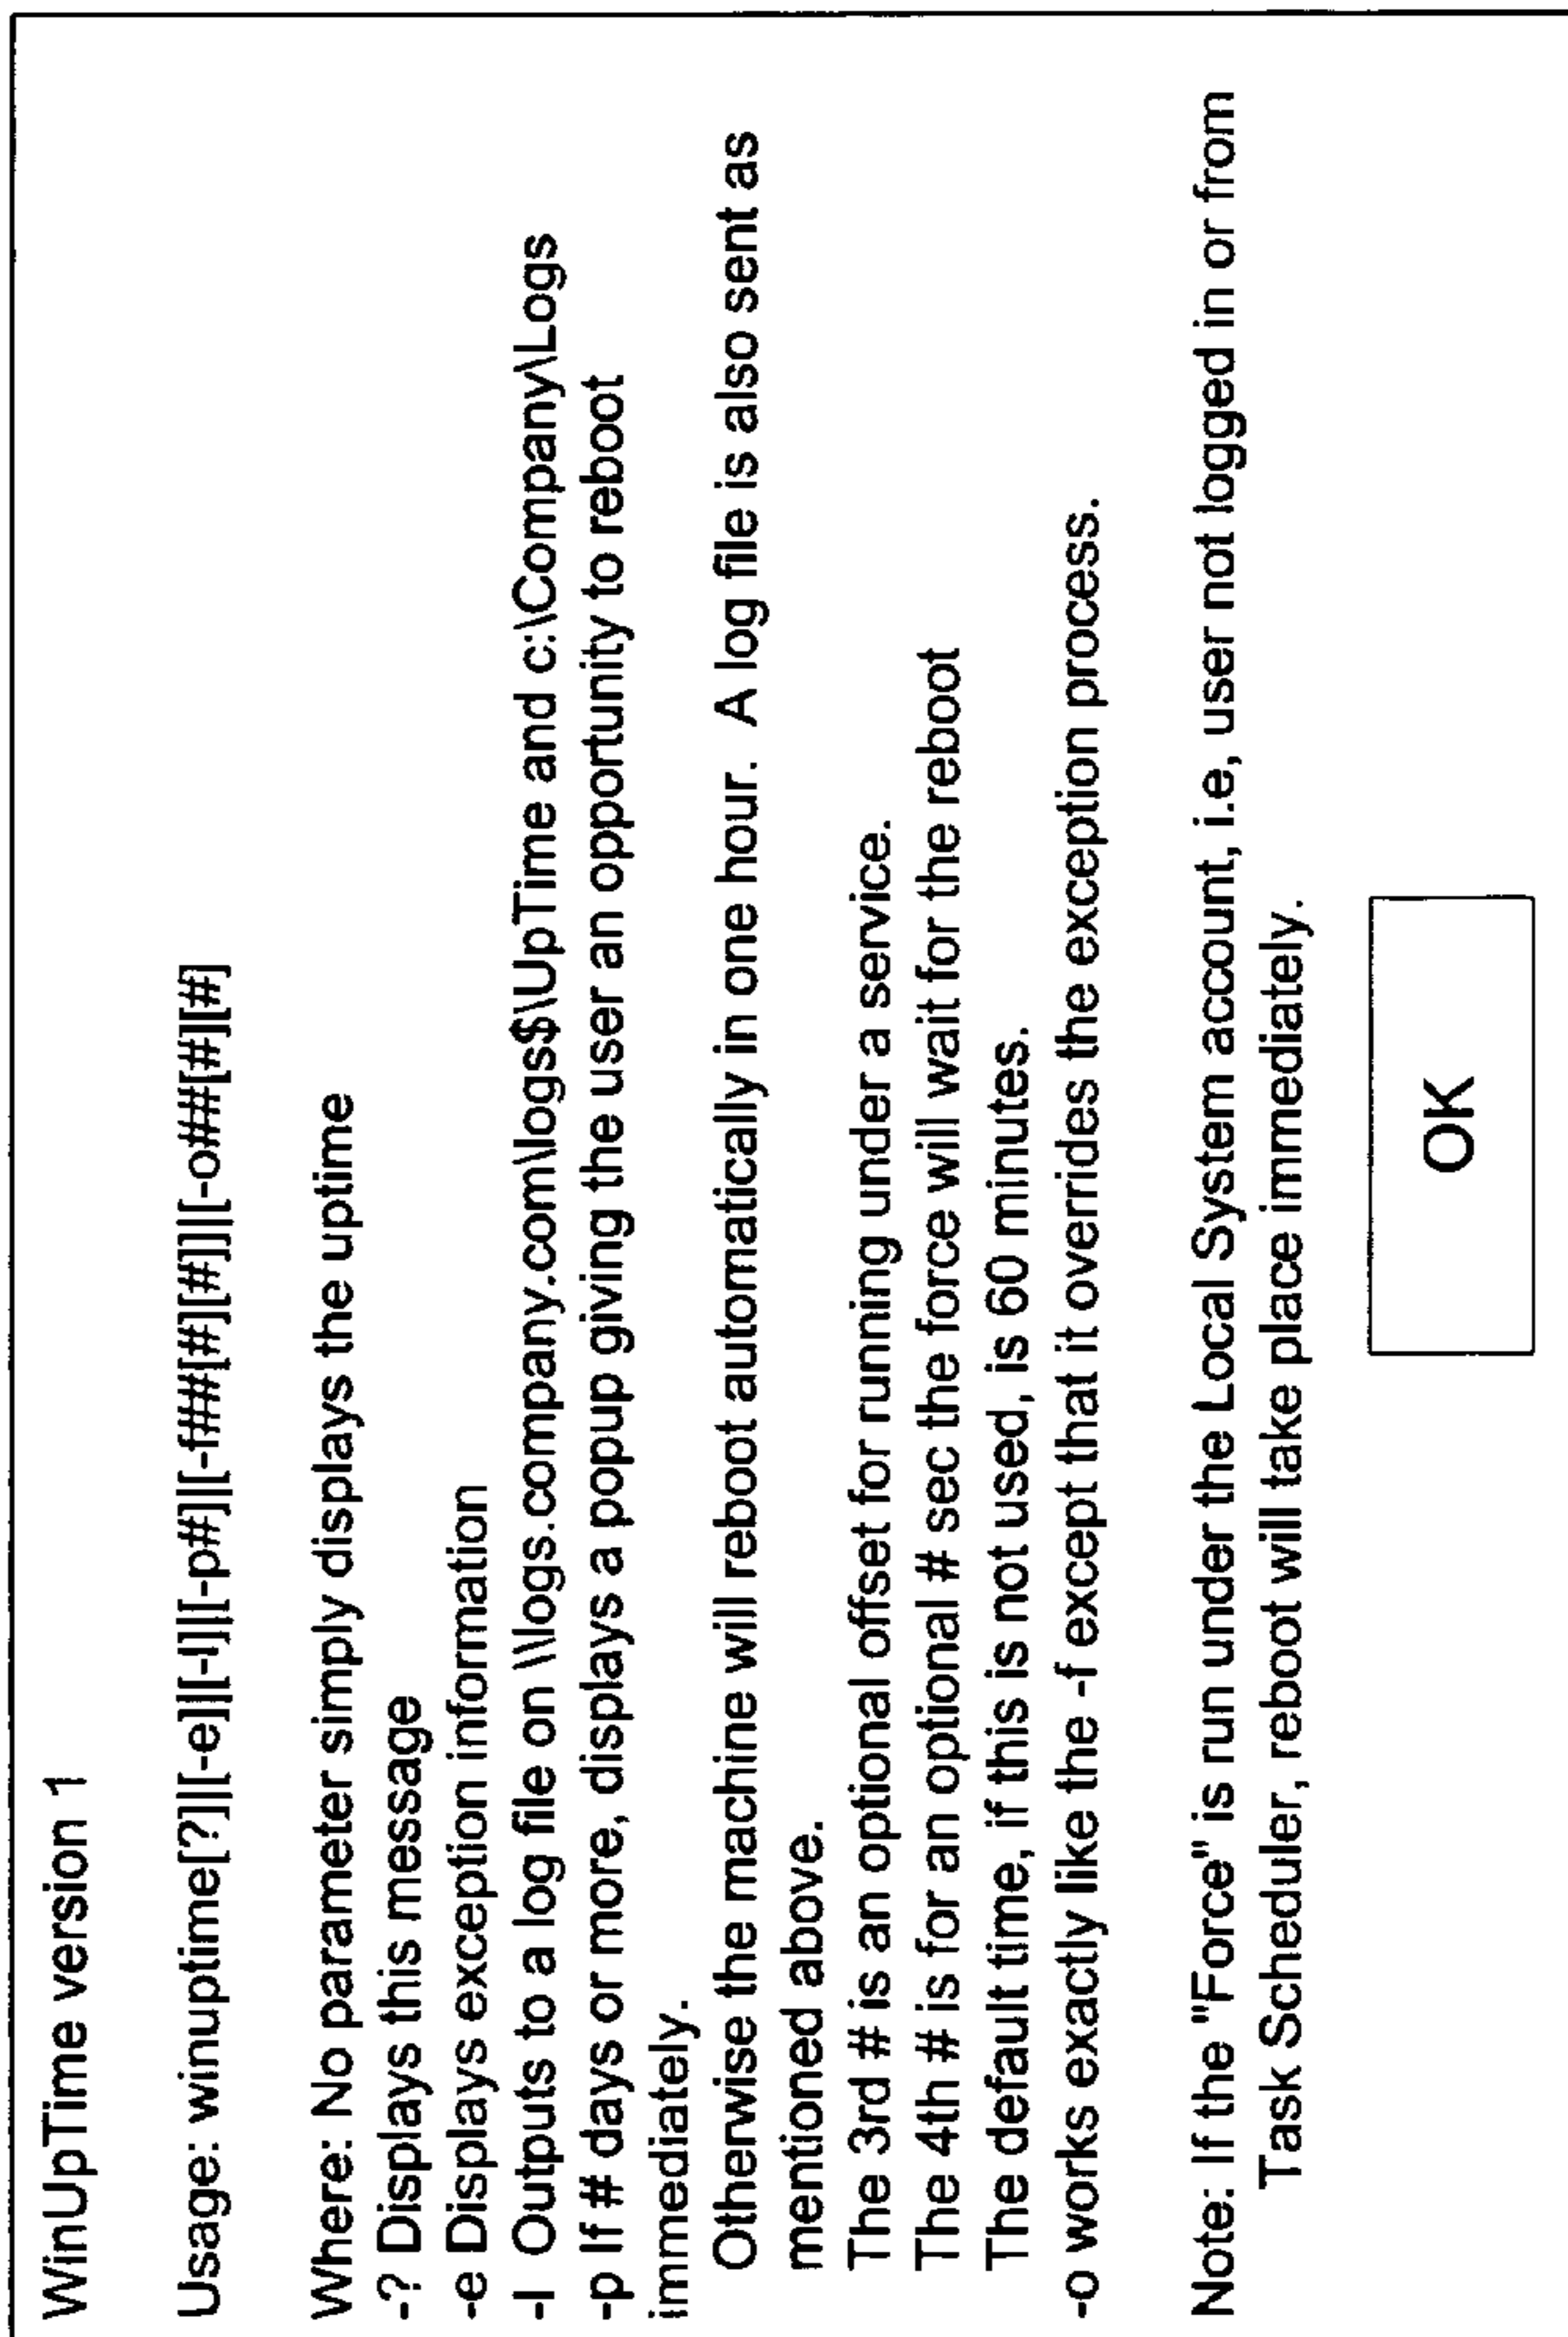 WinUpTime version 1
Usage: winuptime[?]|[-e]|[-l]|[-p#]|[-f##[#][#]]|[-o##[#][#]
Where: No parameter simply displays the uptime
-? Displays this message
-e Displays exception information
-l Outputs to a log file on \\logs.company.com\logs$\UpTime and c:\Company\Logs
-p If # days or more, displays a popup giving the user an opportunity to reboot
immediately.
Otherwise the machine will reboot automatically in one hour. A log file is also sent as
mentioned above.
The 3rd # is an optional offset for running under a service.
The 4th # is for an optional # sec the force will wait for the reboot
The default time, if this is not used, is 60 minutes.
-o works exactly like the -f except that it overrides the exception process.
Note: If the "Force" is run under the Local System account, i.e, user not logged in or from
Task Scheduler, reboot will take place immediately.
OK